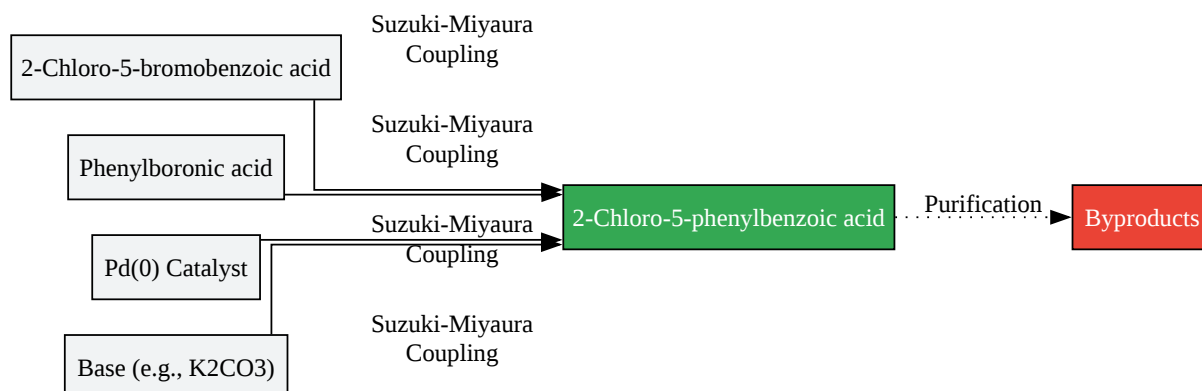 Suzuki-Miyaura
Coupling
2-Chloro-5-bromobenzoic acid
Suzuki-Miyaura
Coupling
Phenylboronic acid
2-Chloro-5-phenylbenzoic acid
Purification
Byproducts
Suzuki-Miyaura
Coupling
Pd(0) Catalyst
Suzuki-Miyaura
Coupling
Base (e.g., K2CO3)